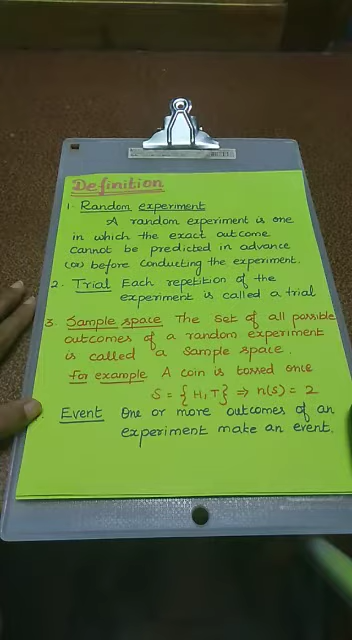 Definition
1. Random experiment
A random experiment is one
in which the exact outcome
cannot be predicted in advance
(or) before conducting the experiment.
2. Trial Each repetition of the
experiment is called a trial
3. Sample space The set of all possible
outcomes of a random experiment
is called a sample space.
for example A coin is tossed once
S = { H, T} ⇒ n(s) = 2
Event One or more outcomes of an
experiment make an event.